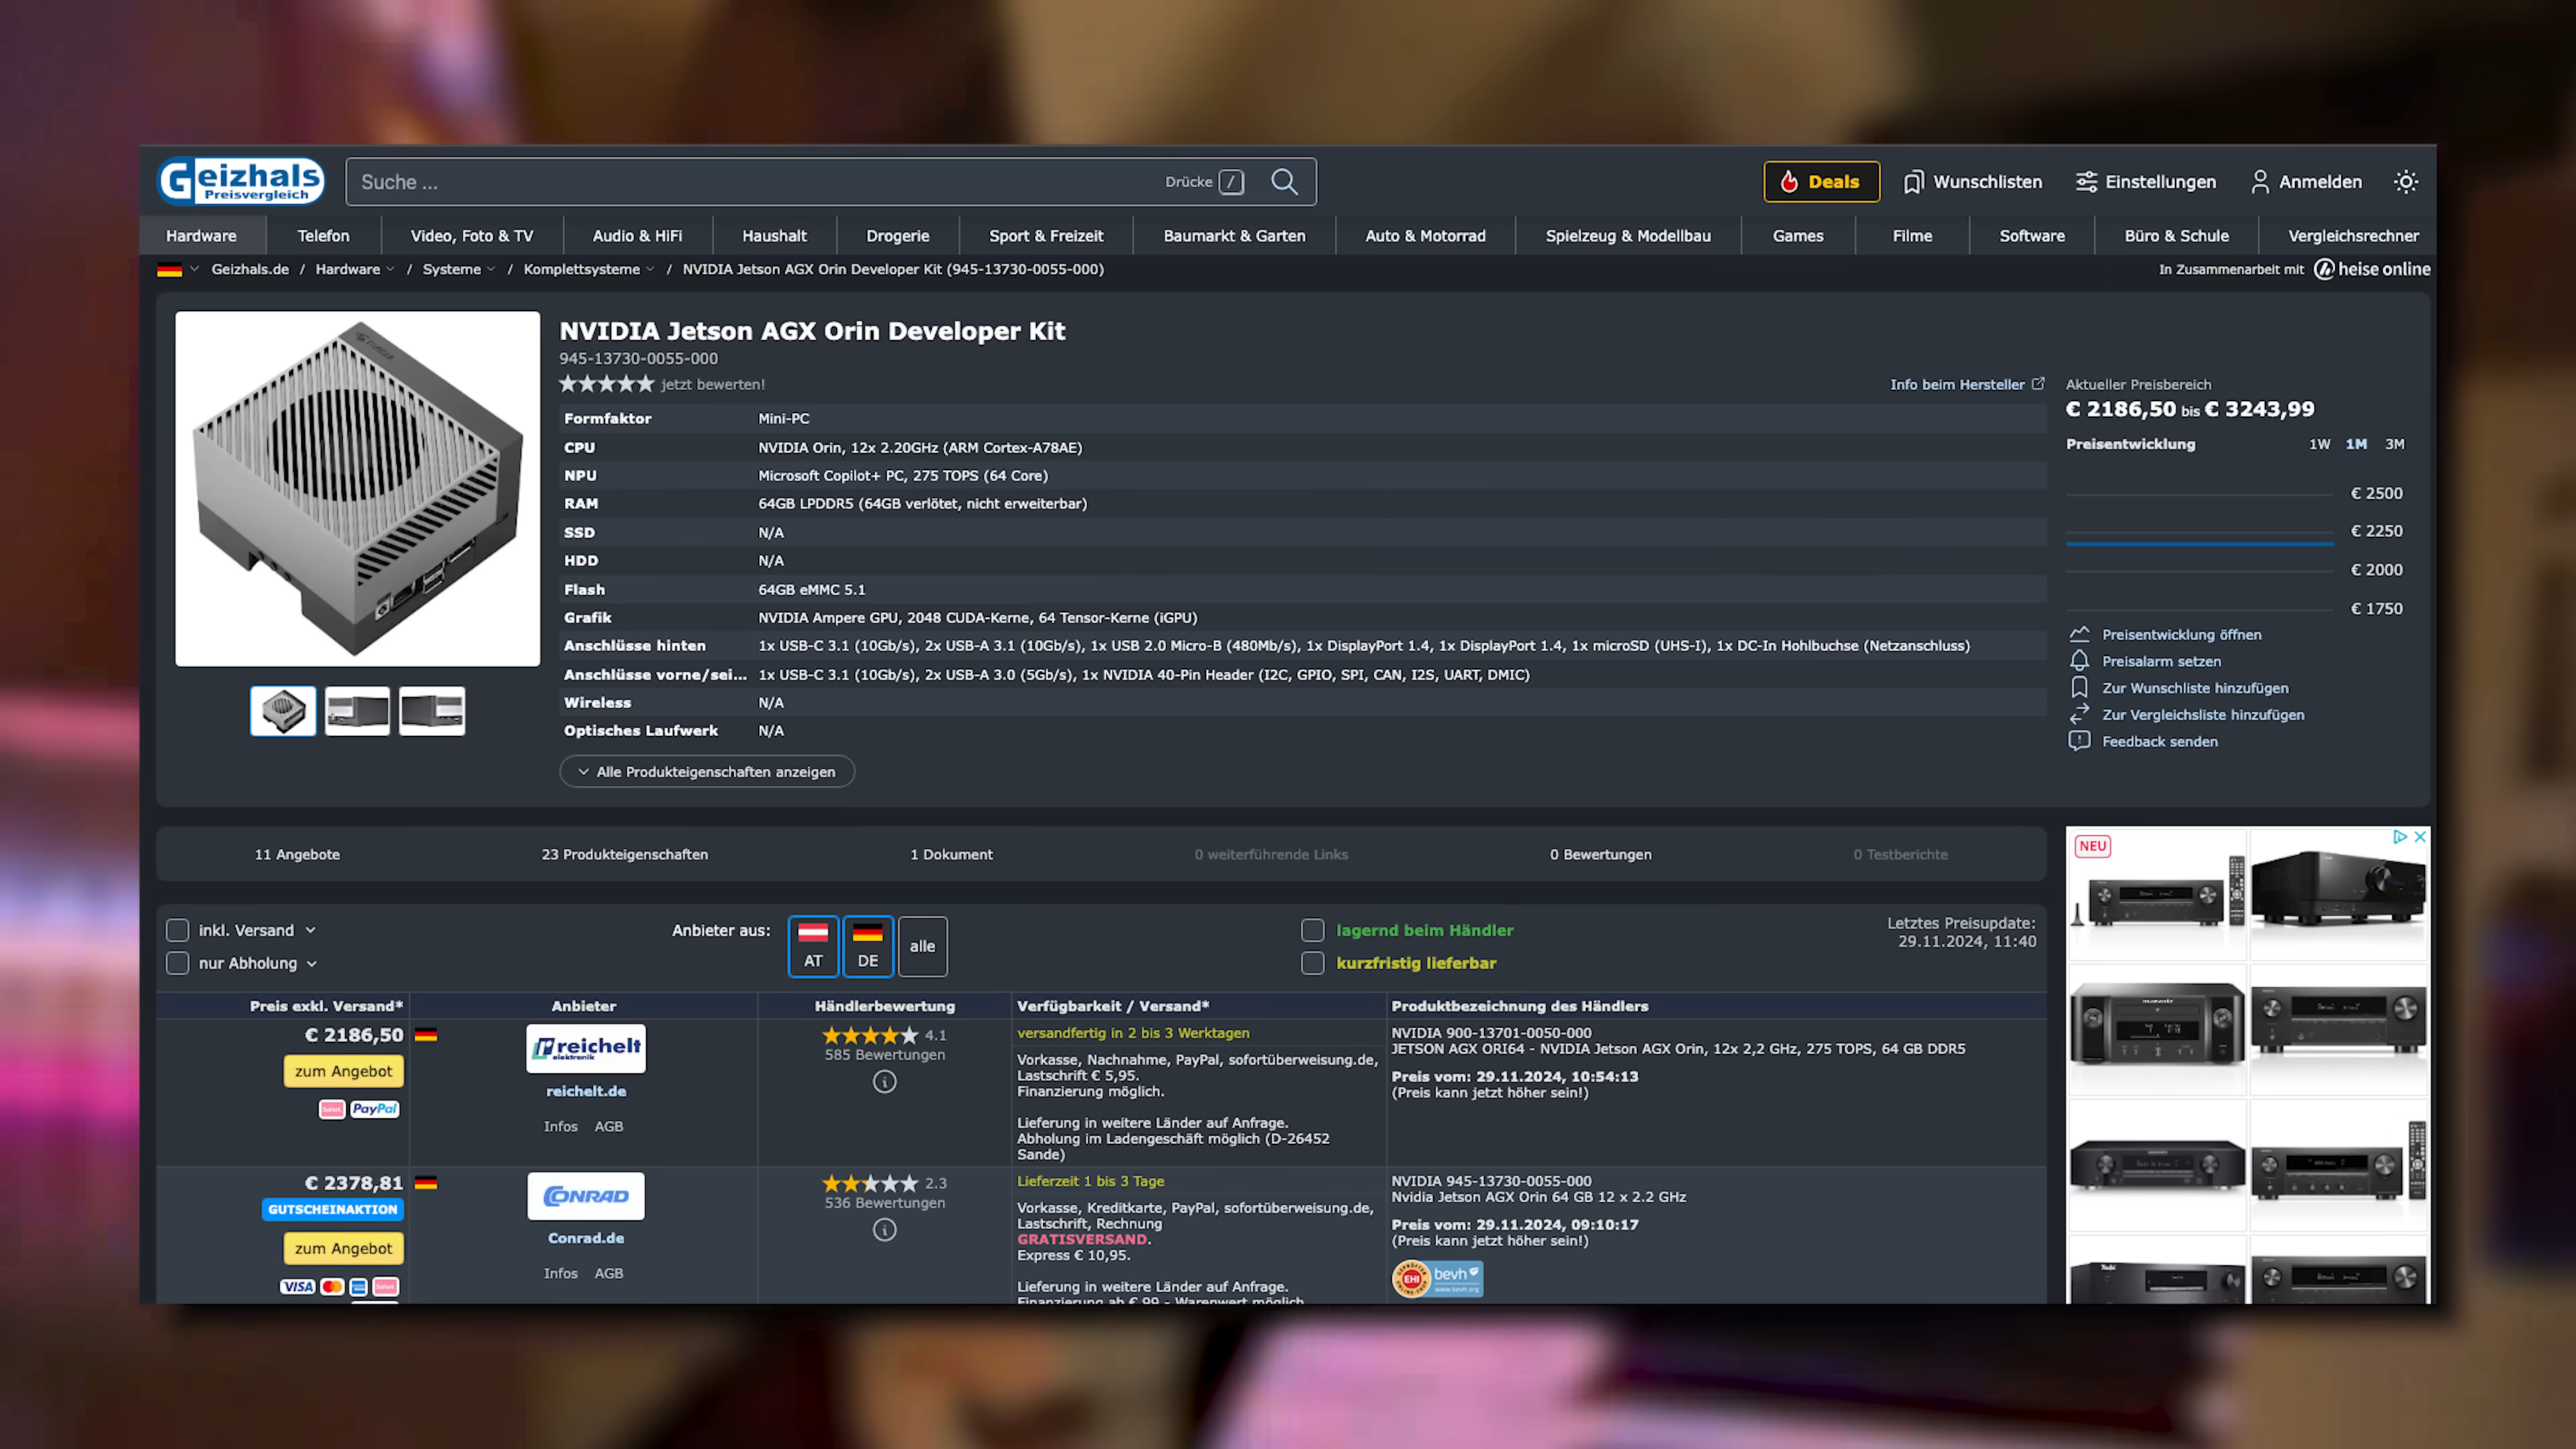 Geizhals
Preisvergleich
Suche ...
Drücke /
Deals
Wunschlisten
Einstellungen
Anmelden
Hardware
Telefon
Video, Foto & TV
Audio & HiFi
Haushalt
Drogerie
Sport & Freizeit
Baumarkt & Garten
Auto & Motorrad
Spielzeug & Modellbau
Games
Filme
Software
Büro & Schule
Vergleichsrechner
Geizhals.de / Hardware / Systeme / Komplettsysteme / NVIDIA Jetson AGX Orin Developer Kit (945-13730-0055-000)
In Zusammenarbeit mit heise online
NVIDIA Jetson AGX Orin Developer Kit
945-13730-0055-000
jetzt bewerten!
Info beim Hersteller
Formfaktor Mini-PC
CPU NVIDIA Orin, 12x 2.20GHz (ARM Cortex-A78AE)
NPU Microsoft Copilot+ PC, 275 TOPS (64 Core)
RAM 64GB LPDDR5 (64GB verlötet, nicht erweiterbar)
SSD N/A
HDD N/A
Flash 64GB eMMC 5.1
Grafik NVIDIA Ampere GPU, 2048 CUDA-Kerne, 64 Tensor-Kerne (iGPU)
Anschlüsse hinten 1x USB-C 3.1 (10Gb/s), 2x USB-A 3.1 (10Gb/s), 1x USB 2.0 Micro-B (480Mb/s), 1x DisplayPort 1.4, 1x DisplayPort 1.4, 1x microSD (UHS-I), 1x DC-In Hohlbuchse (Netzanschluss)
Anschlüsse vorne/sei... 1x USB-C 3.1 (10Gb/s), 2x USB-A 3.0 (5Gb/s), 1x NVIDIA 40-Pin Header (I2C, GPIO, SPI, CAN, I2S, UART, DMIC)
Wireless N/A
Optisches Laufwerk N/A
Alle Produkteigenschaften anzeigen
Aktueller Preisbereich
€ 2186,50 bis € 3243,99
Preisentwicklung 1W 1M 3M
€ 2500
€ 2250
€ 2000
€ 1750
Preisentwicklung öffnen
Preisalarm setzen
Zur Wunschliste hinzufügen
Zur Vergleichsliste hinzufügen
Feedback senden
11 Angebote
23 Produkteigenschaften
1 Dokument
0 weiterführende Links
0 Bewertungen
0 Testberichte
NEU
inkl. Versand
nur Abholung
Anbieter aus:
AT
DE
alle
lagernd beim Händler
kurzfristig lieferbar
Letztes Preisupdate:
29.11.2024, 11:40
Preis exkl. Versand*
Anbieter
Händlerbewertung
Verfügbarkeit / Versand*
Produktbezeichnung des Händlers
€ 2186,50
zum Angebot
PayPal
reichelt
elektronik
reichelt.de
Infos AGB
4.1
585 Bewertungen
versandfertig in 2 bis 3 Werktagen
Vorkasse, Nachnahme, PayPal, sofortüberweisung.de,
Lastschrift € 5,95.
Finanzierung möglich.
Lieferung in weitere Länder auf Anfrage.
Abholung im Ladengeschäft möglich (D-26452
Sande)
NVIDIA 900-13701-0050-000
JETSON AGX ORI64 - NVIDIA Jetson AGX Orin, 12x 2,2 GHz, 275 TOPS, 64 GB DDR5
Preis vom: 29.11.2024, 10:54:13
(Preis kann jetzt höher sein!)
€ 2378,81
GUTSCHEINAKTION
zum Angebot
VISA
CONRAD
Conrad.de
Infos AGB
2.3
536 Bewertungen
Lieferzeit 1 bis 3 Tage
Vorkasse, Kreditkarte, PayPal, sofortüberweisung.de,
Lastschrift, Rechnung
GRATISVERSAND.
Express € 10,95.
Lieferung in weitere Länder auf Anfrage.
Finanzierung ab € 99,- Warenwert möglich
NVIDIA 945-13730-0055-000
Nvidia Jetson AGX Orin 64 GB 12 x 2.2 GHz
Preis vom: 29.11.2024, 09:10:17
(Preis kann jetzt höher sein!)
EHI
bevh
www.bevh.org